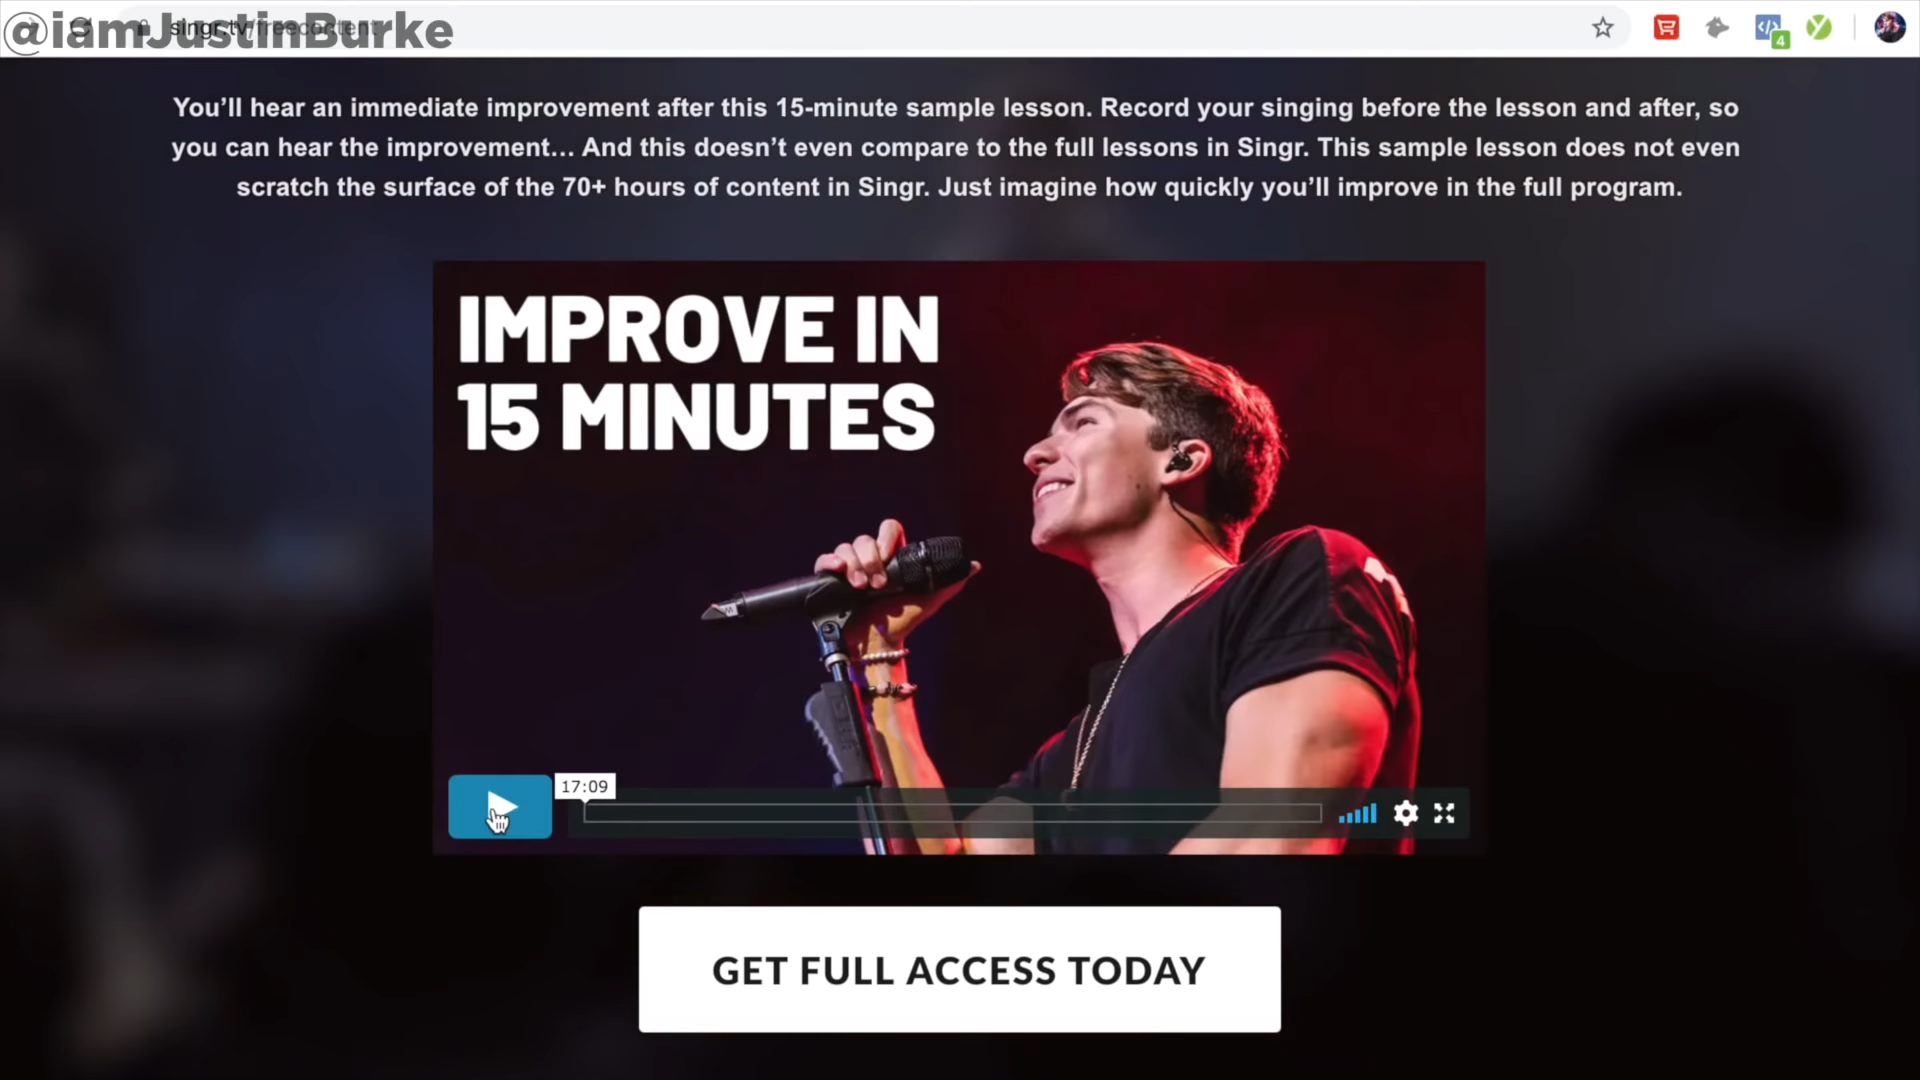 @iamJustinBurke
singr.tv/freecontent
4
You’ll hear an immediate improvement after this 15-minute sample lesson. Record your singing before the lesson and after, so
you can hear the improvement… And this doesn’t even compare to the full lessons in Singr. This sample lesson does not even
scratch the surface of the 70+ hours of content in Singr. Just imagine how quickly you’ll improve in the full program.
IMPROVE IN
15 MINUTES
17:09
GET FULL ACCESS TODAY